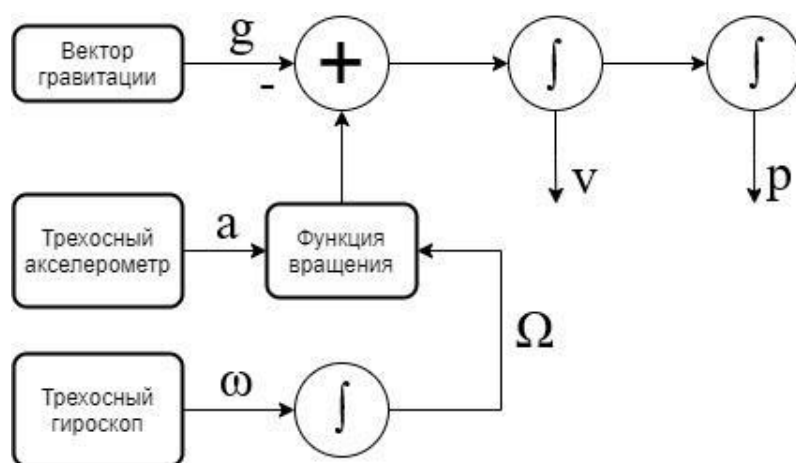 Вектор
гравитации
g
-
+
∫
∫
v
p
Трехосный
акселерометр
a
Функция
вращения
Ω
Трехосный
гироскоп
ω
∫